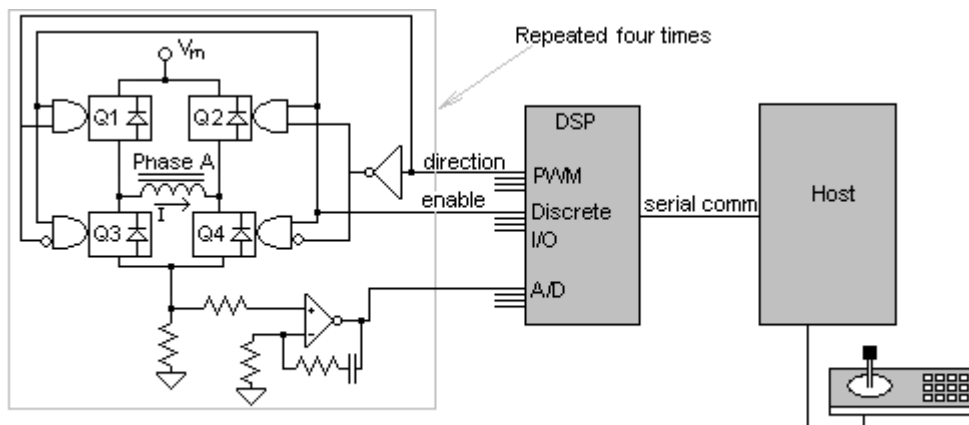 Repeated four times
Vm
Q1
Q2
Phase A
I
Q3
Q4
+
-
direction
enable
DSP
PWM
Discrete
I/O
A/D
serial comm
Host